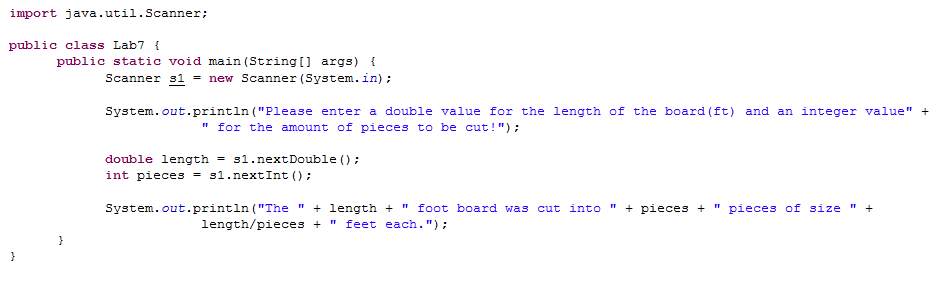 import java.util.Scanner;
public class Lab7 {
public static void main(String[] args) {
Scanner s1 = new Scanner(System.in);
System.out.println("Please enter a double value for the length of the board(ft) and an integer value" +
" for the amount of pieces to be cut!");
double length = s1.nextDouble();
int pieces = s1.nextInt();
System.out.println("The " + length + " foot board was cut into " + pieces + " pieces of size " +
length/pieces + " feet each.");
}
}